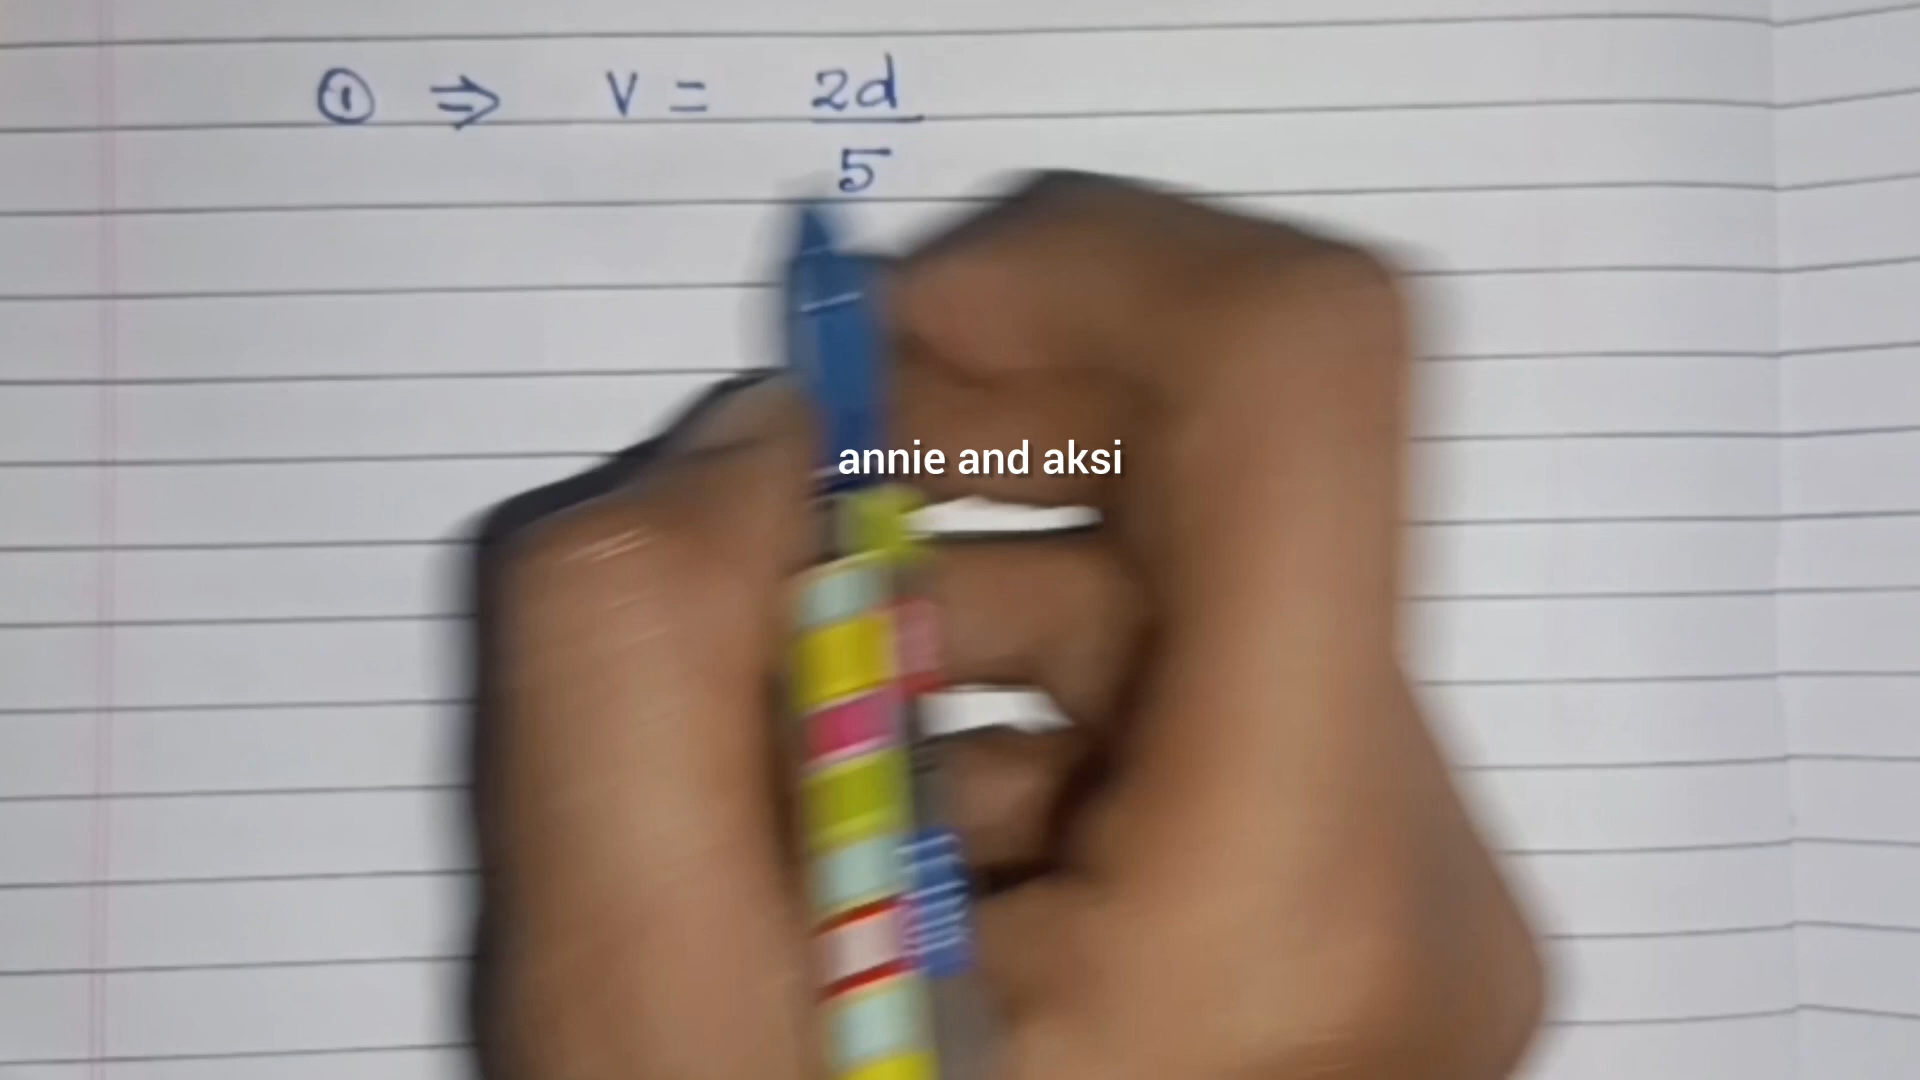 ① ⇒ V = 2d
5
annie and aksi